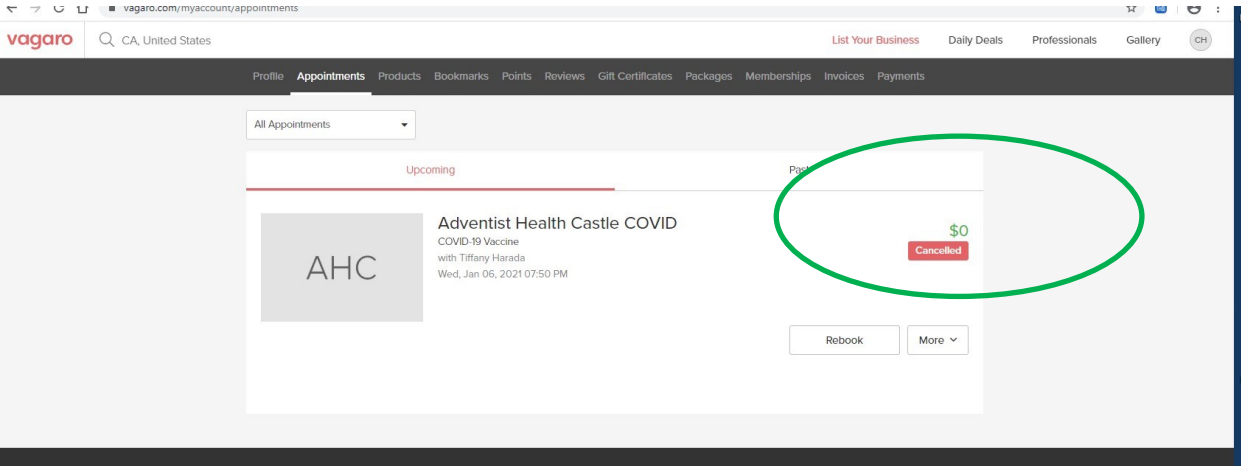 vagaro.com/myaccount/appointments
vagaro CA, United States List Your Business Daily Deals Professionals Gallery CH
Profile Appointments Products Bookmarks Points Reviews Gift Certificates Packages Memberships Invoices Payments
All Appointments
Upcoming Past
AHC
Adventist Health Castle COVID
COVID-19 Vaccine
with Tiffany Harada
Wed, Jan 06, 2021 07:50 PM
$0
Cancelled
Rebook More